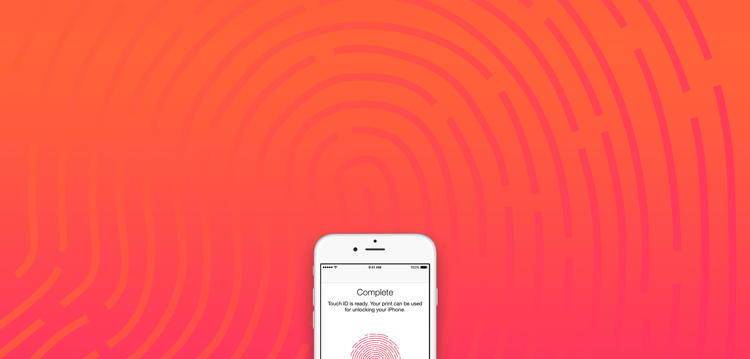 9:41 AM 100%
Complete
Touch ID is ready. Your print can be used
for unlocking your iPhone.